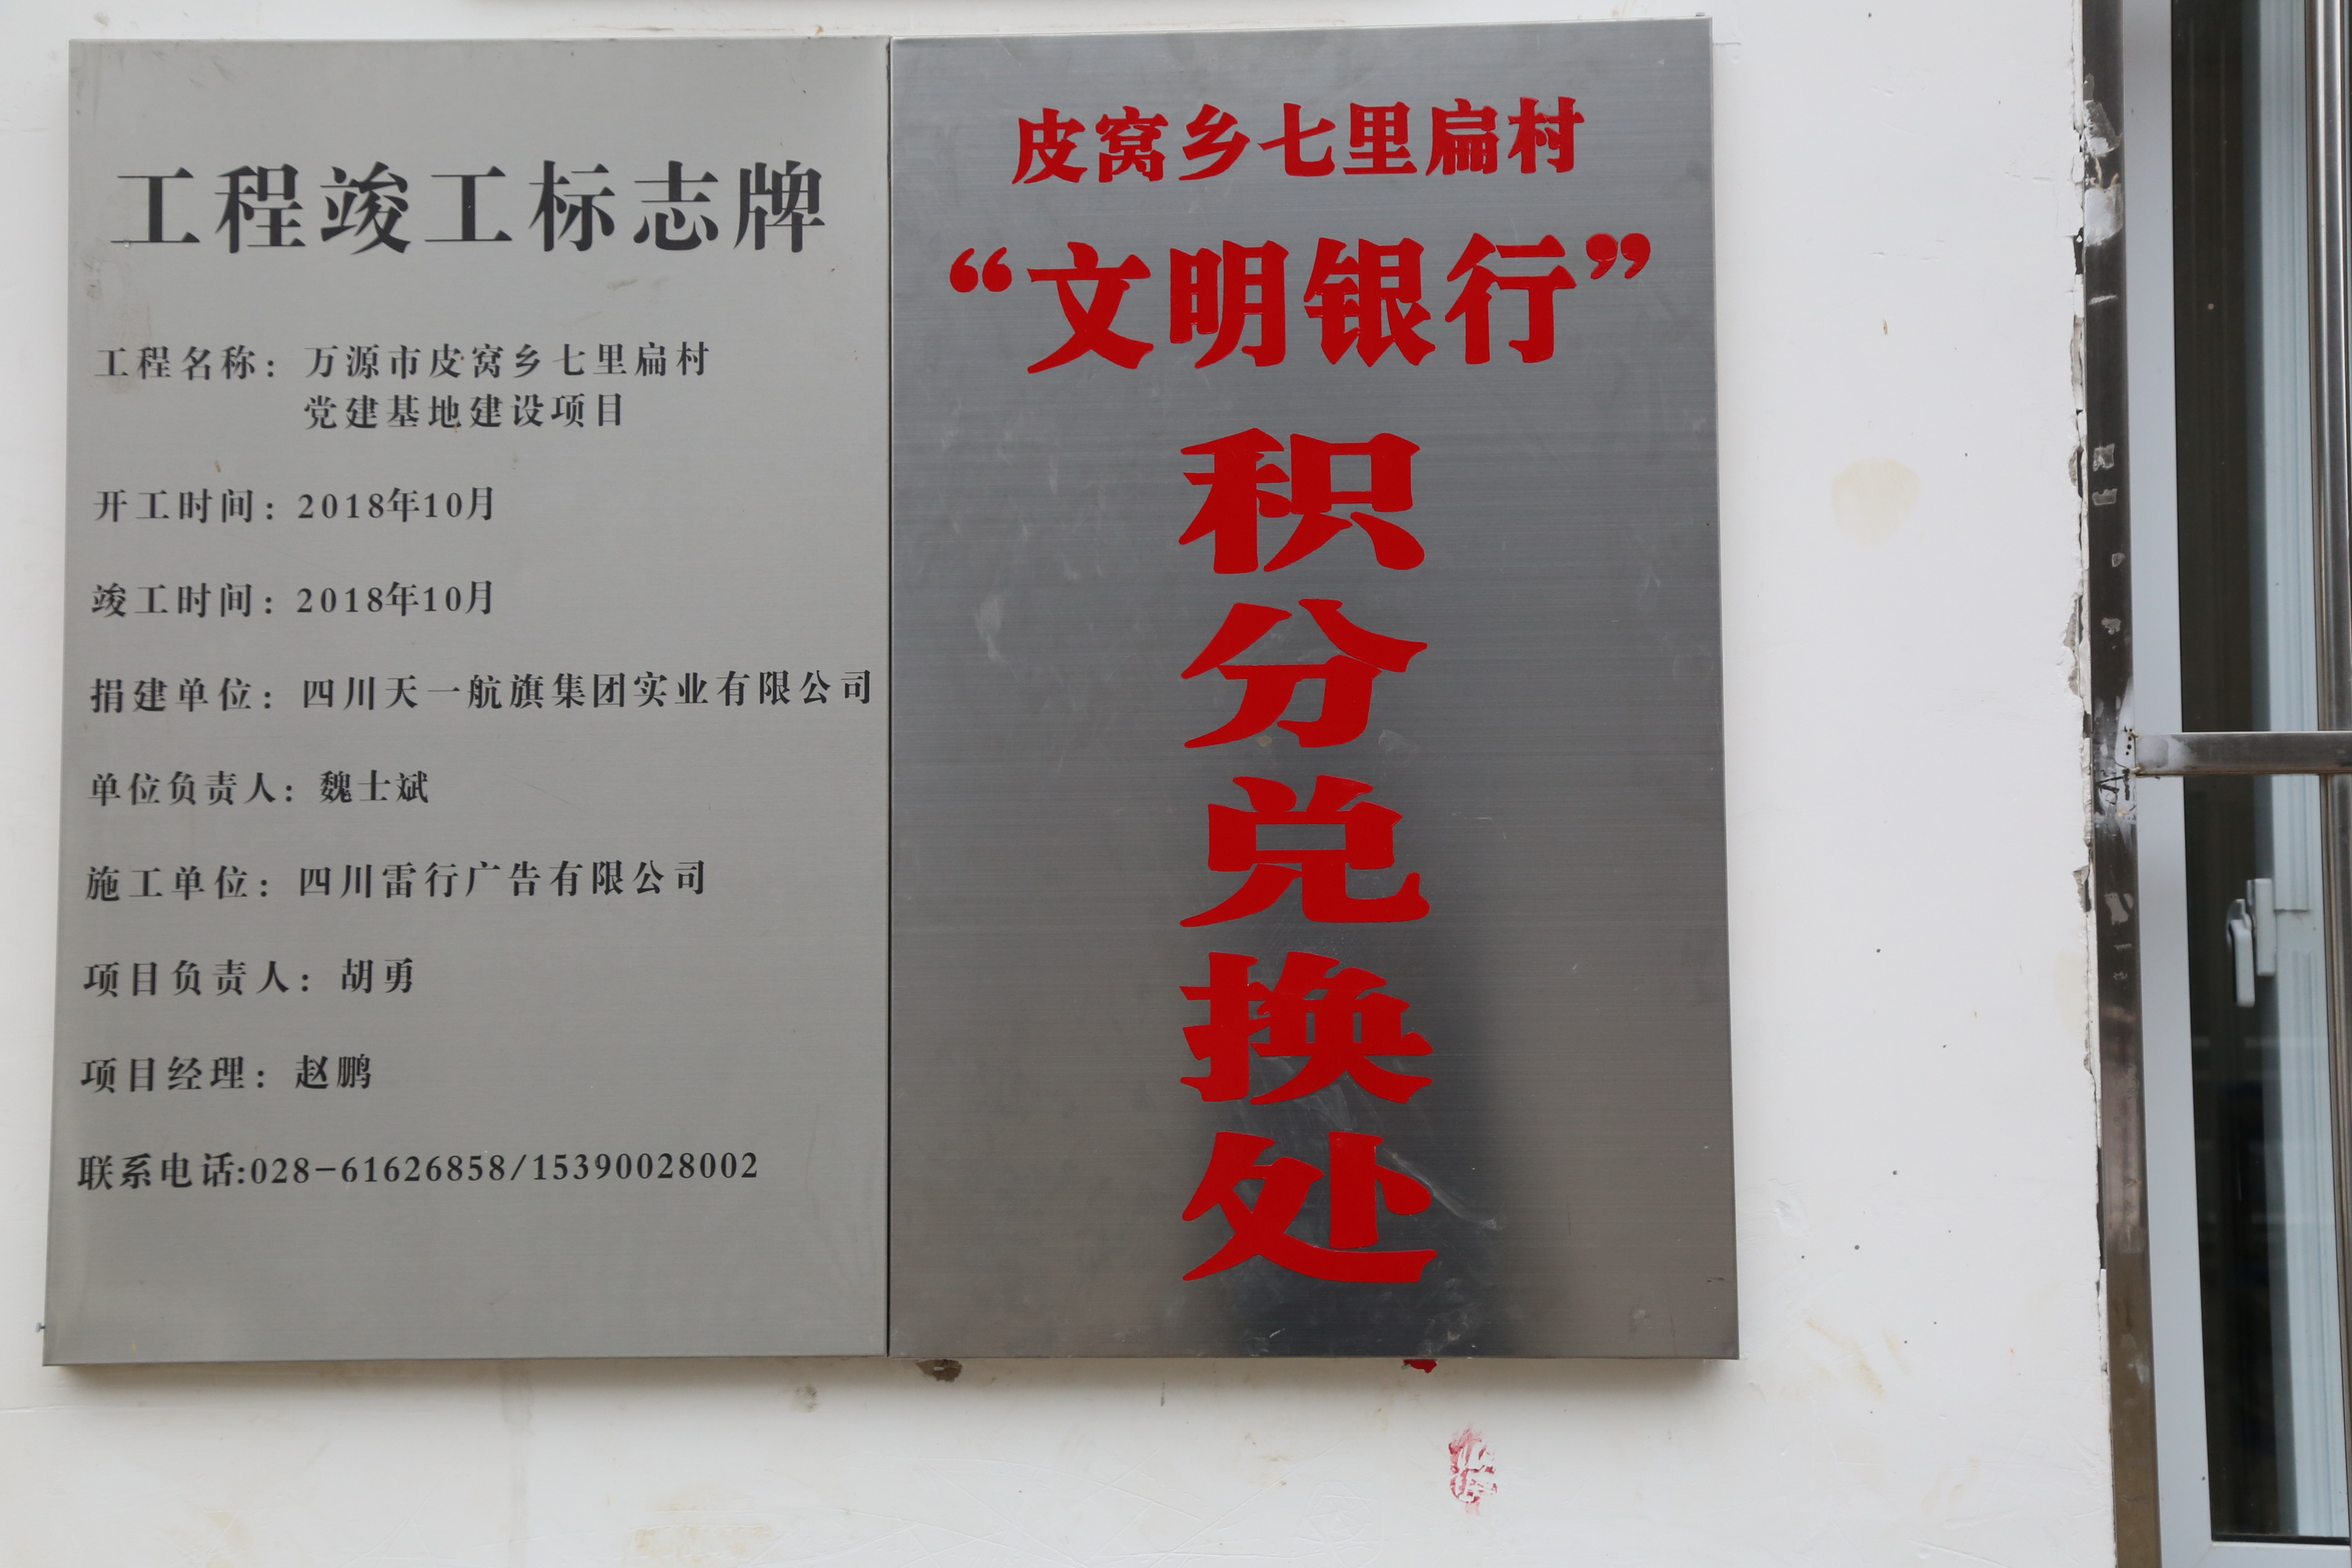 工程竣工标志牌
工程名称：万源市皮窝乡七里扁村
党建基地建设项目
开工时间：2018年10月
竣工时间：2018年10月
捐建单位：四川天一航旗集团实业有限公司
单位负责人：魏士斌
施工单位：四川雷行广告有限公司
项目负责人：胡勇
项目经理：赵鹏
联系电话:028-61626858/15390028002
皮窝乡七里扁村
“文明银行”
积
分
兑
换
处